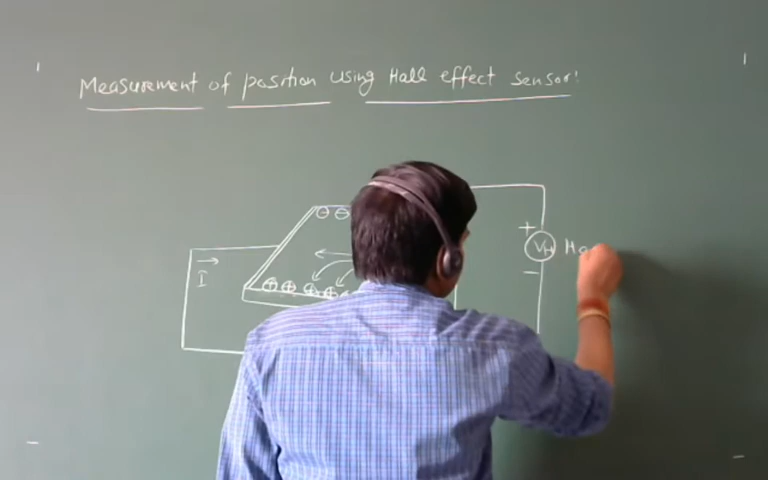 Measurement of position using Hall effect sensor:
+
VH
I
−